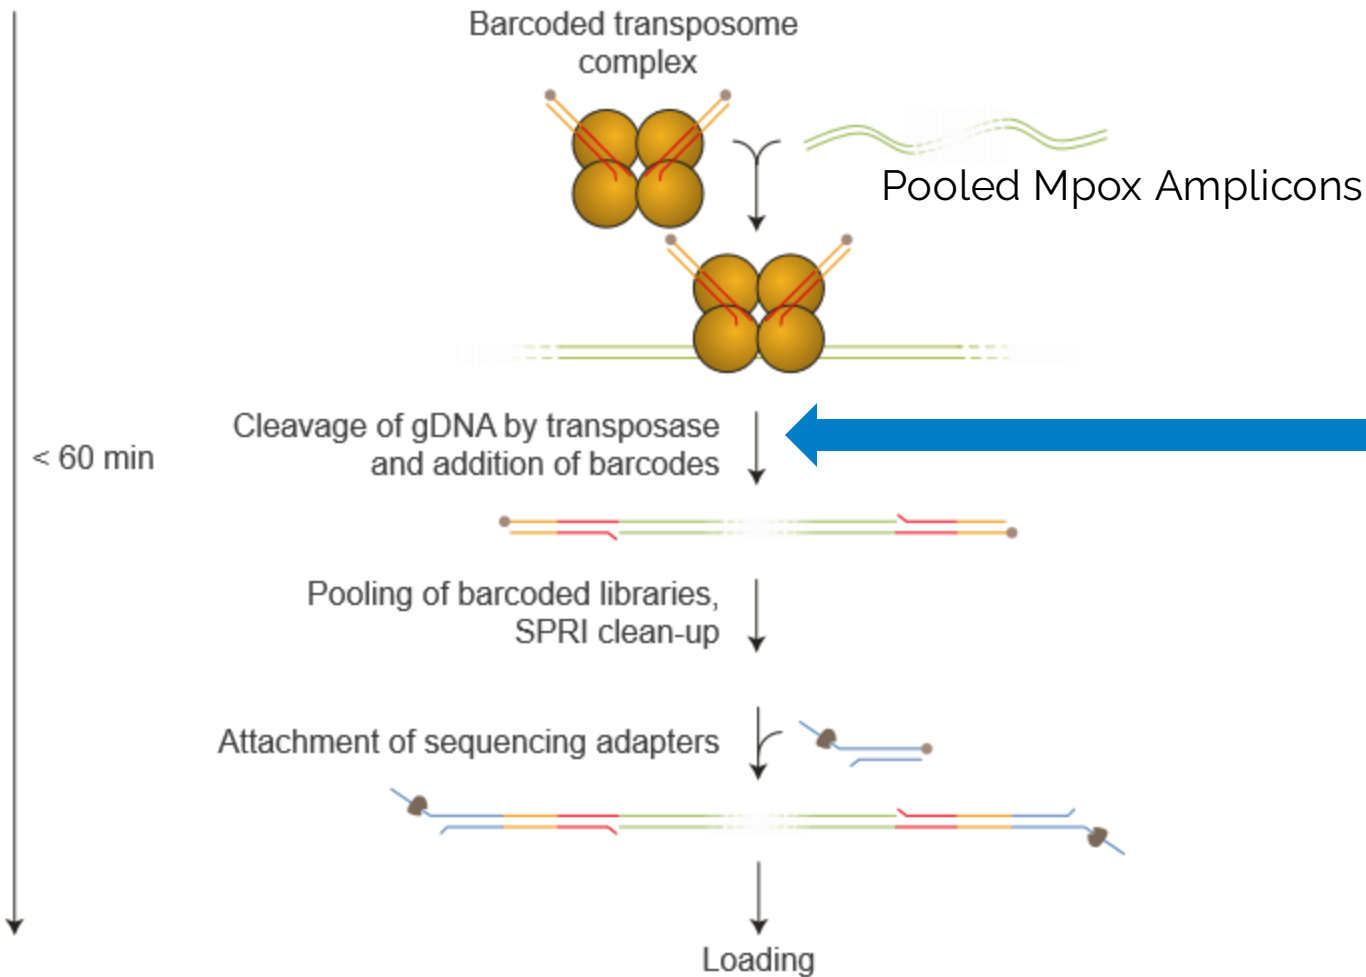 Barcoded transposome
complex
Pooled Mpox Amplicons
Cleavage of gDNA by transposase
and addition of barcodes
< 60 min
Pooling of barcoded libraries,
SPRI clean-up
Attachment of sequencing adapters
Loading